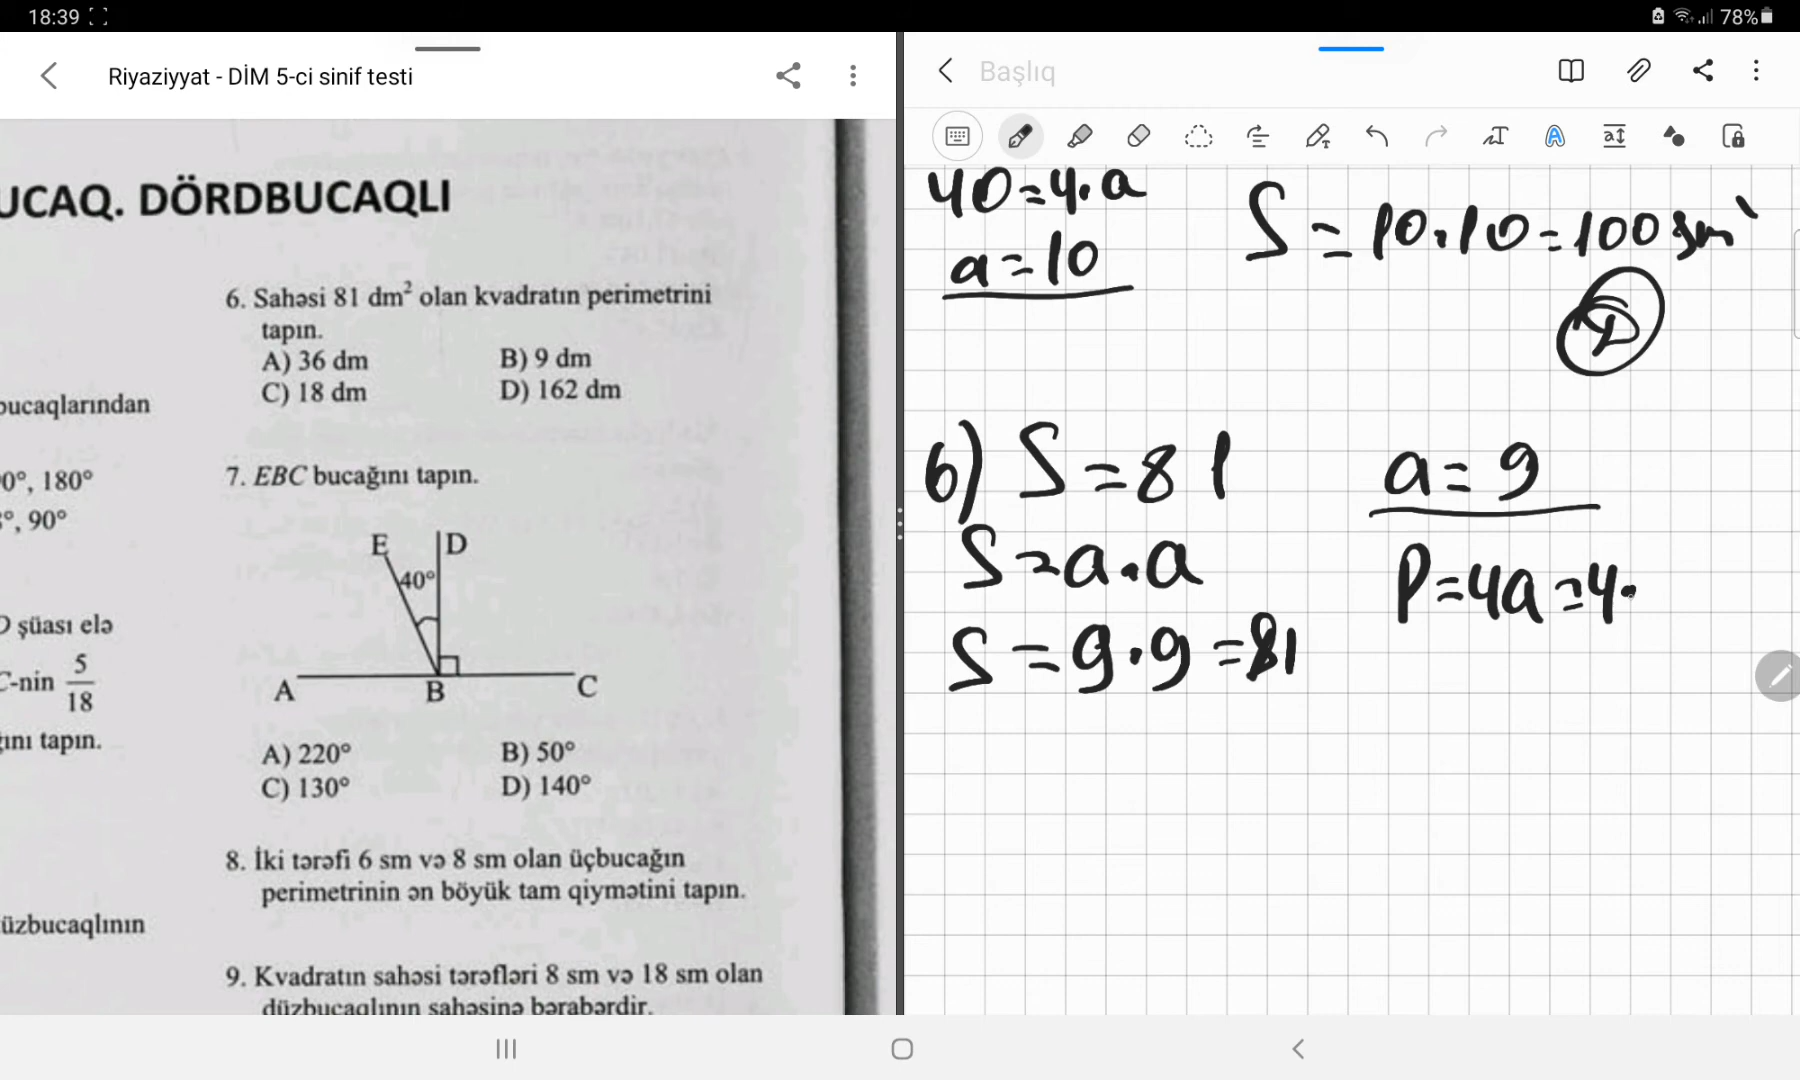 18:39
78%
Riyaziyyat - DİM 5-ci sinif testi
UCAQ. DÖRDBUCAQLI
bucaqlarından
0°, 180°
°, 90°
D şüası elə
C-nin 5/18
ğını tapın.
üzbucaqlının
6. Sahəsi 81 dm² olan kvadratın perimetrini
tapın.
A) 36 dm B) 9 dm
C) 18 dm D) 162 dm
7. EBC bucağını tapın.
E D
40°
A B C
A) 220° B) 50°
C) 130° D) 140°
8. İki tərəfi 6 sm və 8 sm olan üçbucağın
perimetrinin ən böyük tam qiymətini tapın.
9. Kvadratın sahəsi tərəfləri 8 sm və 18 sm olan
düzbucaqlının sahəsinə bərabərdir.
Başlıq
40=4·a
a=10
S=10·10=100 sm²
D
6) S=81
S=a·a
S=9·9=81
a=9
P=4a=4·